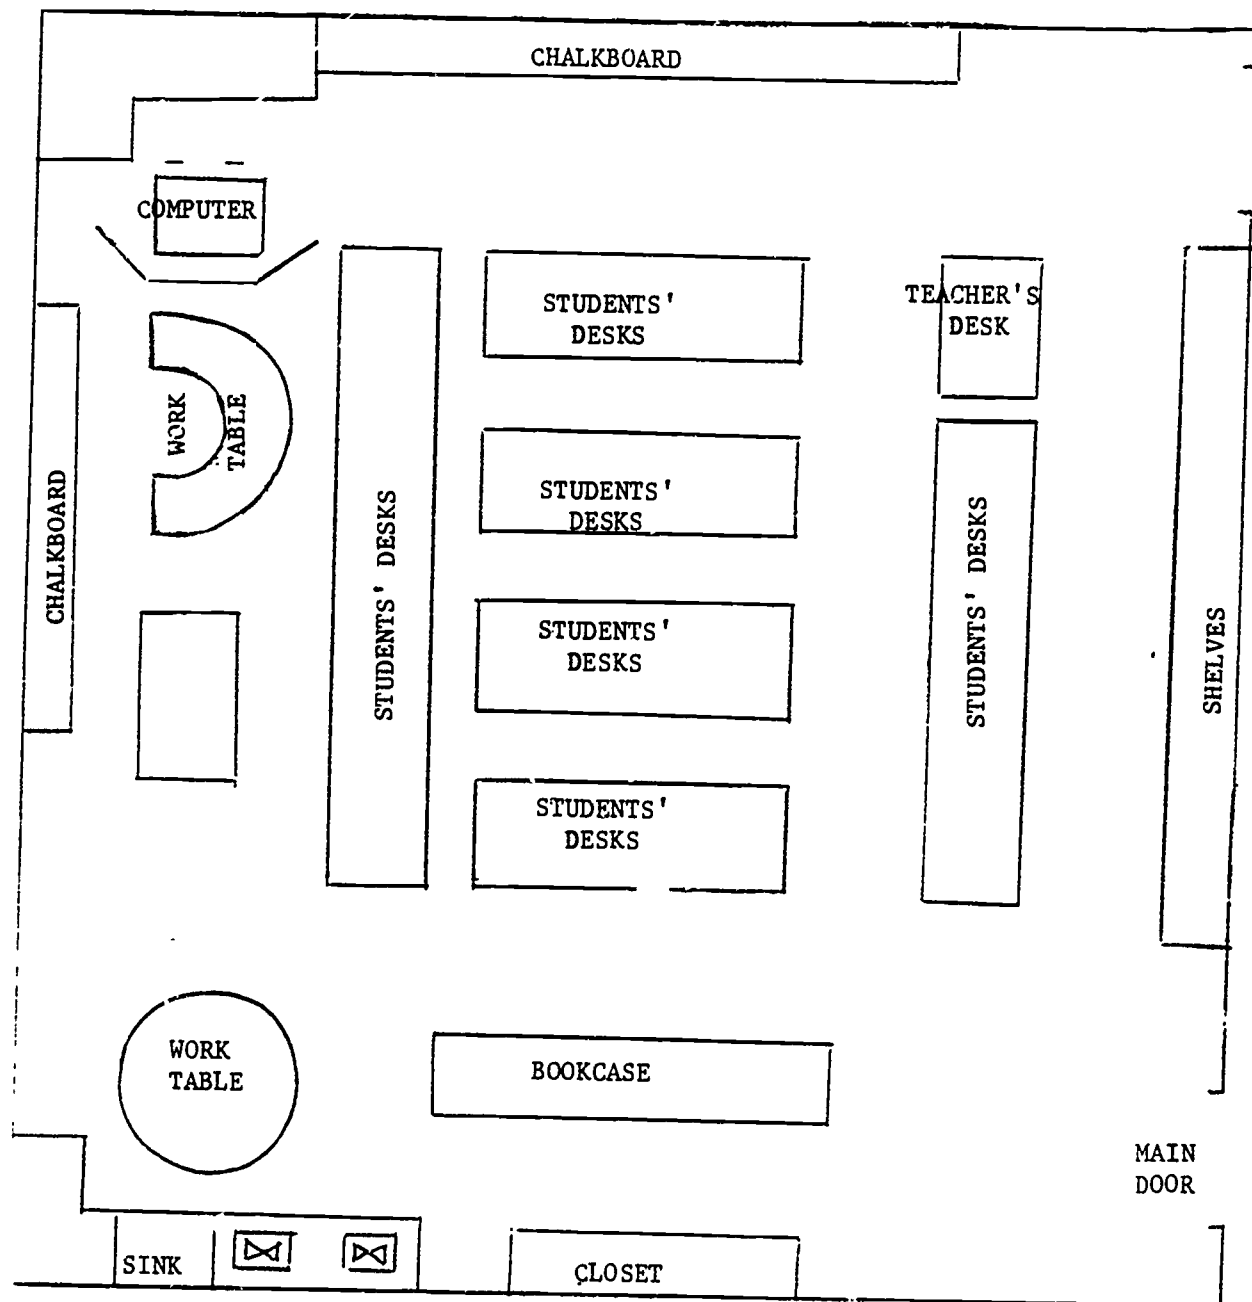 CHALKBOARD
COMPUTER
STUDENTS'
DESKS
TEACHER'S
DESK
WORK
TABLE
CHALKBOARD
STUDENTS' DESKS
STUDENTS'
DESKS
STUDENTS' DESKS
SHELVES
STUDENTS'
DESKS
STUDENTS'
DESKS
WORK
TABLE
BOOKCASE
MAIN
DOOR
SINK
CLOSET